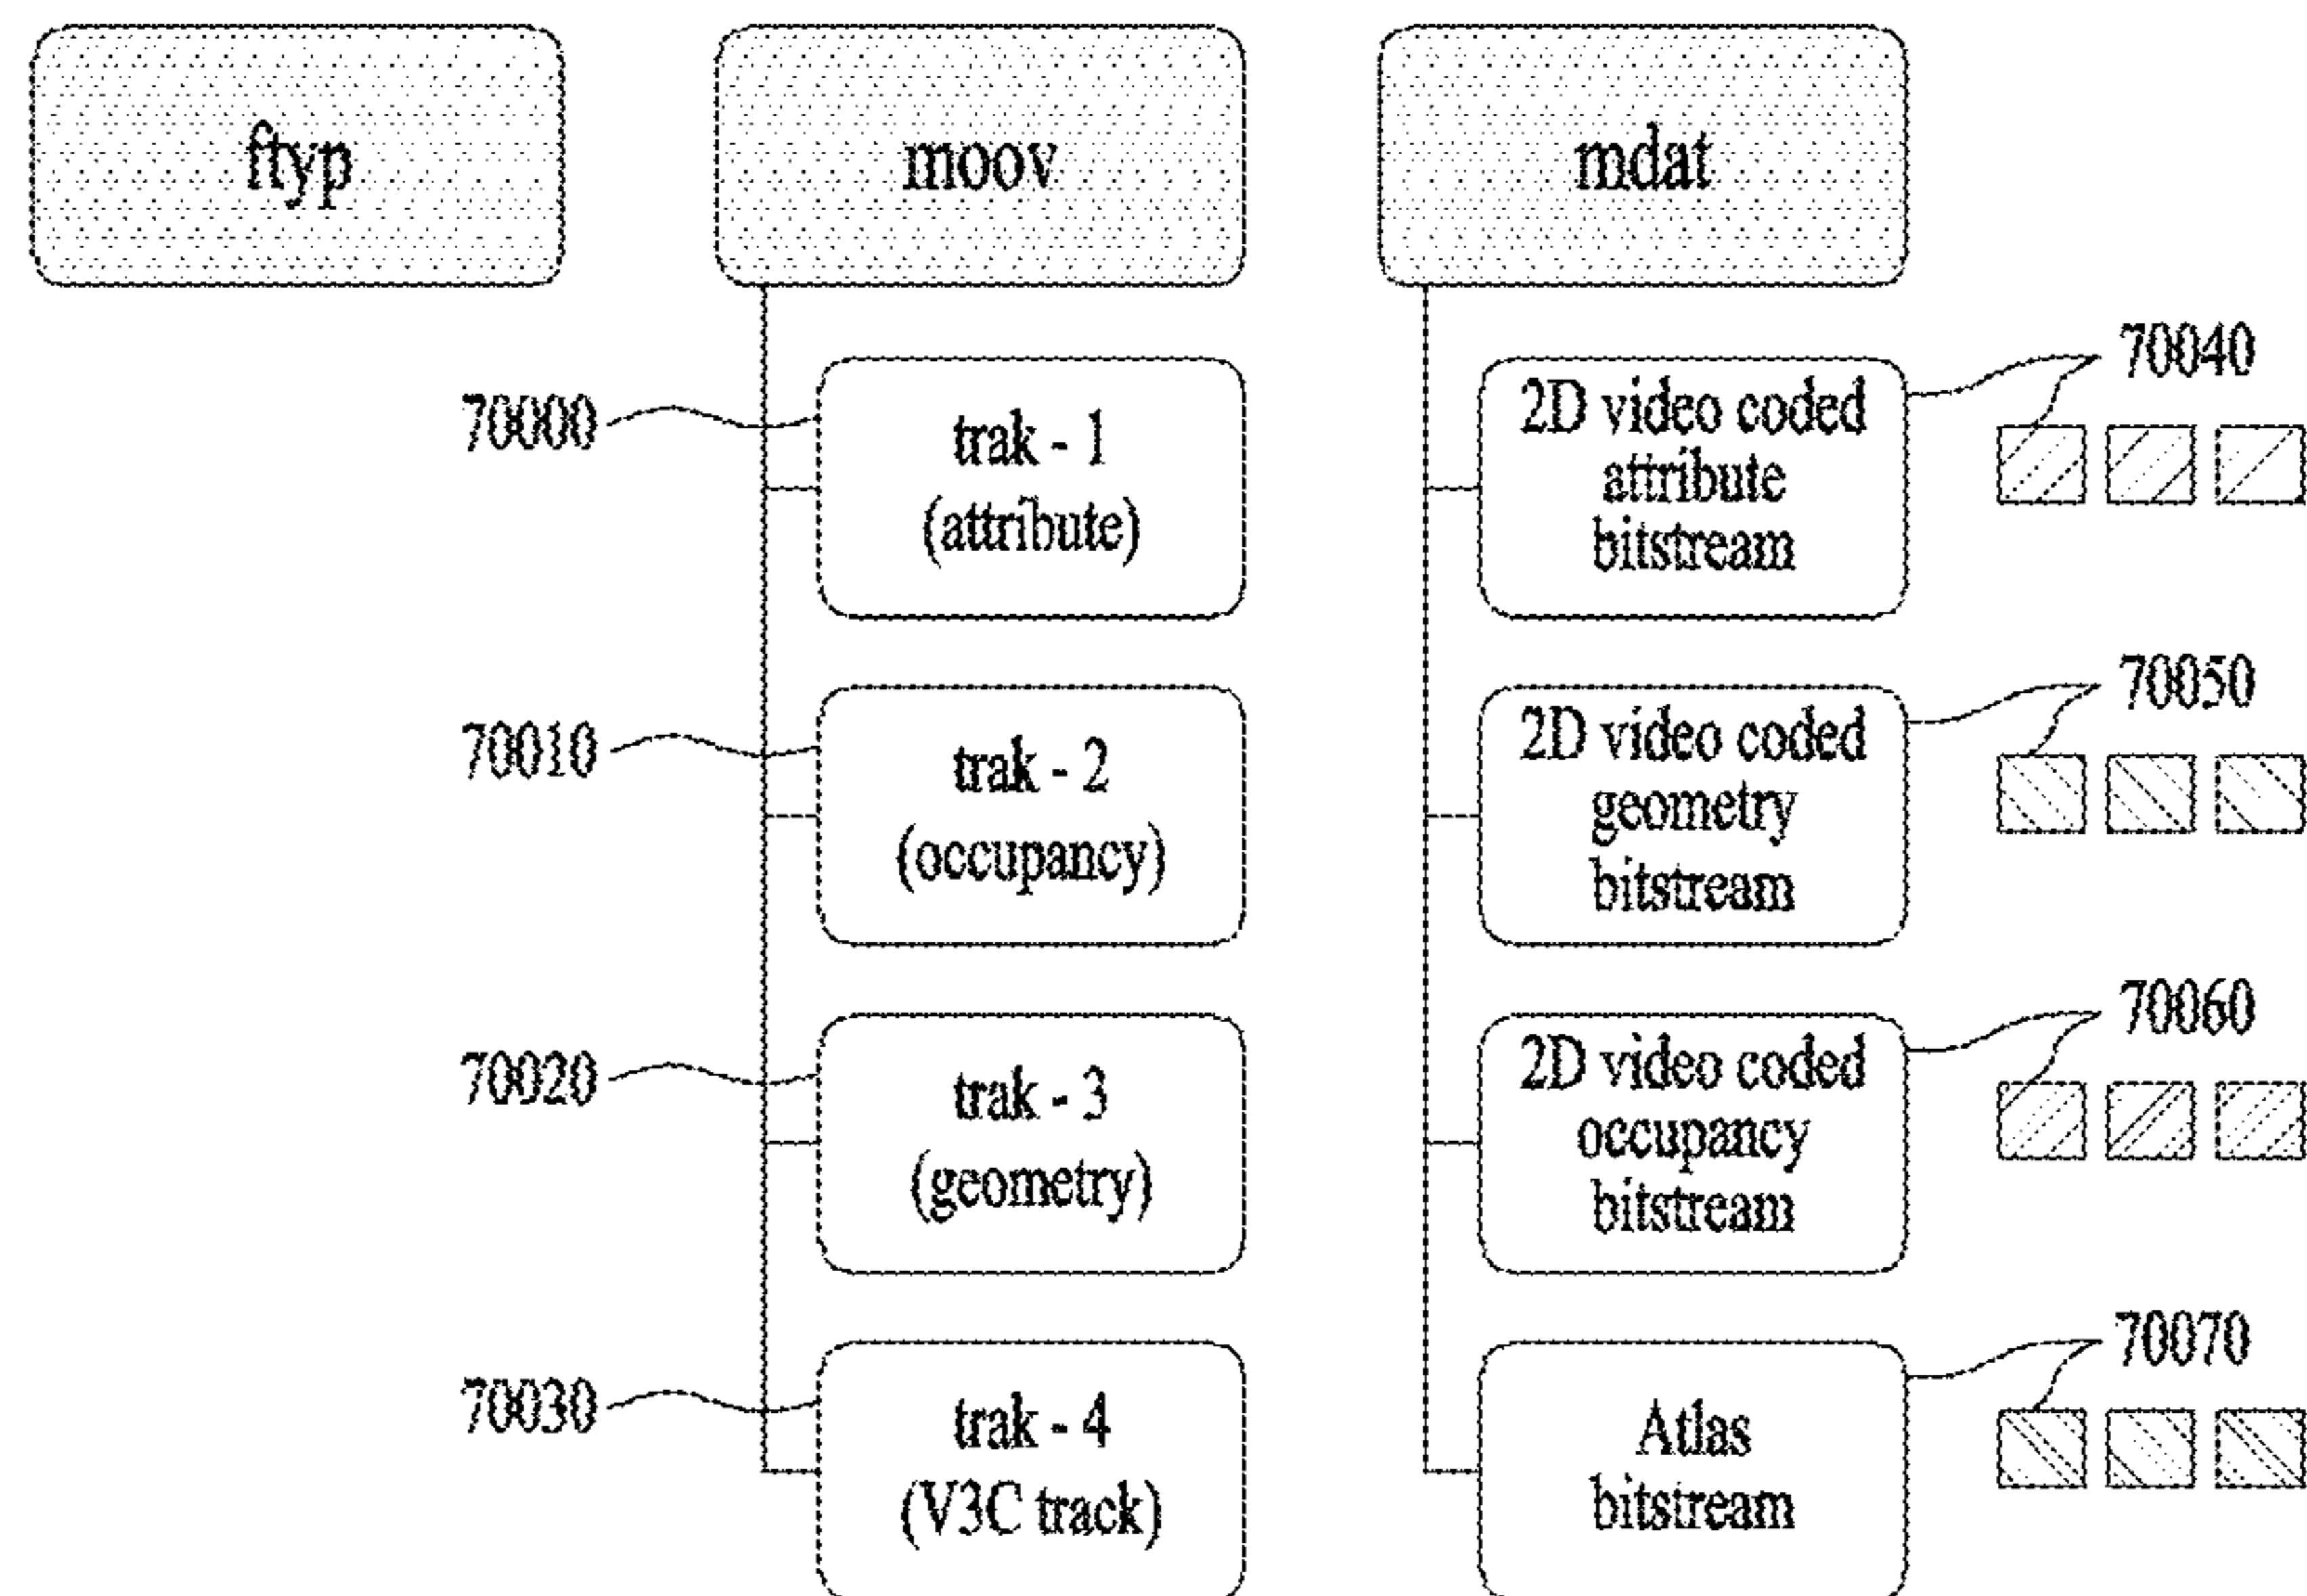 ftyp
moov
mdat
70000
trak - 1
(attribute)
2D video coded
attribute
bitstream
70040
70010
trak - 2
(occupancy)
2D video coded
geometry
bitstream
70050
70020
trak - 3
(geometry)
2D video coded
occupancy
bitstream
70060
70030
trak - 4
(V3C track)
Atlas
bitstream
70070